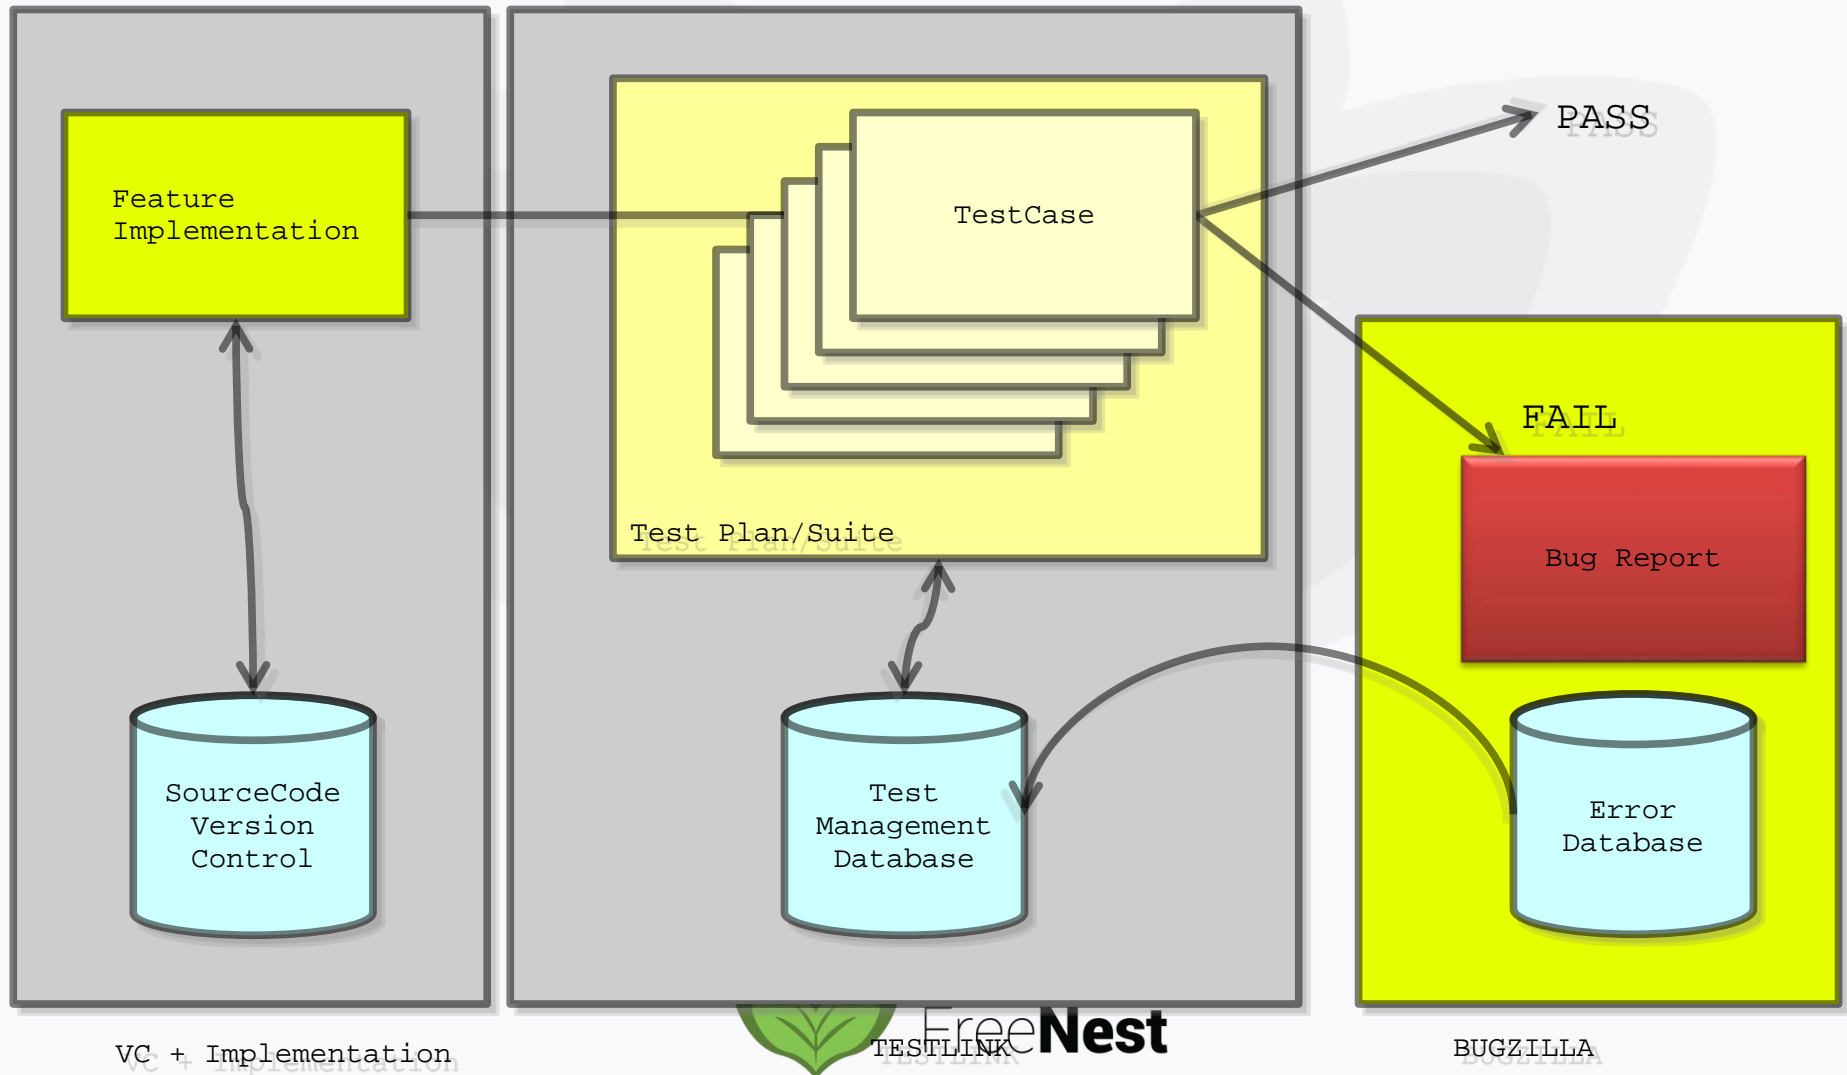 Feature
Implementation
TestCase
PASS
FAIL
Test Plan/Suite
Bug Report
SourceCode
Version
Control
Test
Management
Database
Error
Database
FreeNest
VC + Implementation
TESTLINK
BUGZILLA